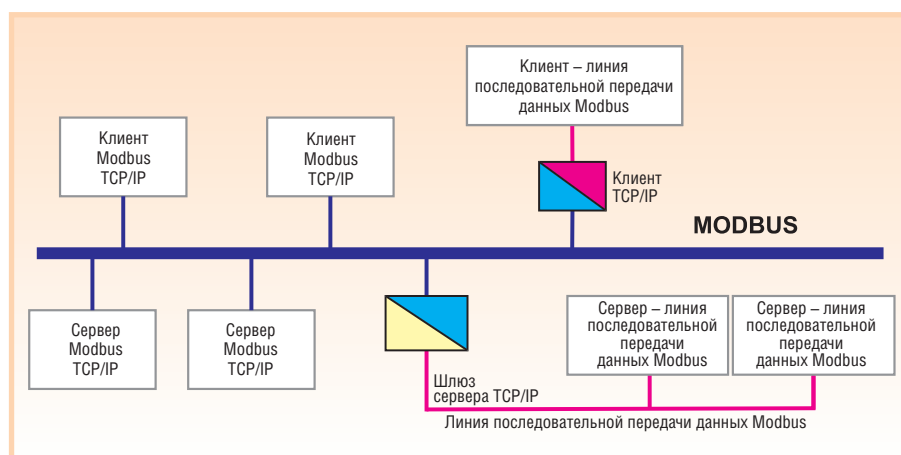 Клиент – линия
последовательной передачи
данных Modbus
Клиент
Modbus
TCP/IP
Клиент
Modbus
TCP/IP
Клиент
TCP/IP
MODBUS
Сервер
Modbus
TCP/IP
Сервер
Modbus
TCP/IP
Сервер – линия
последовательной
передачи
данных Modbus
Сервер – линия
последовательной
передачи
данных Modbus
Шлюз
сервера TCP/IP
Линия последовательной передачи данных Modbus